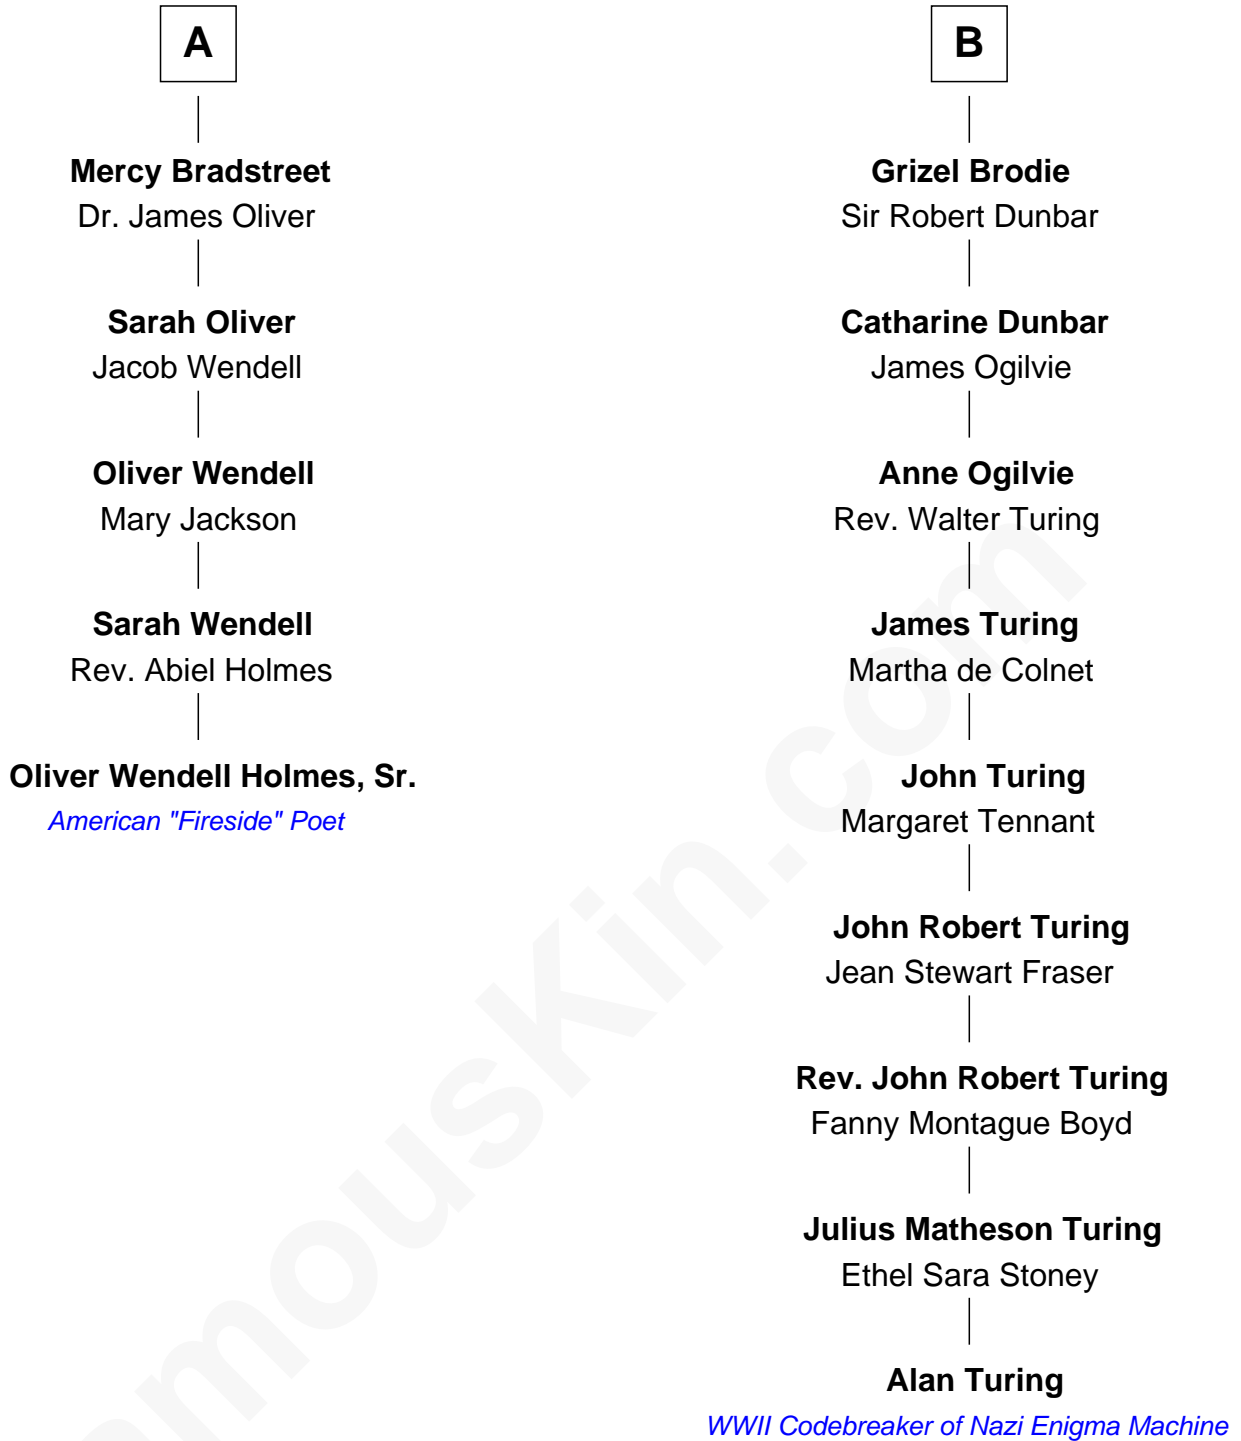 A
Mercy Bradstreet
Dr. James Oliver
Sarah Oliver
Jacob Wendell
Oliver Wendell
Mary Jackson
Sarah Wendell
Rev. Abiel Holmes
Oliver Wendell Holmes, Sr.
American "Fireside" Poet
B
Grizel Brodie
Sir Robert Dunbar
Catharine Dunbar
James Ogilvie
Anne Ogilvie
Rev. Walter Turing
James Turing
Martha de Colnet
John Turing
Margaret Tennant
John Robert Turing
Jean Stewart Fraser
Rev. John Robert Turing
Fanny Montague Boyd
Julius Matheson Turing
Ethel Sara Stoney
Alan Turing
WWII Codebreaker of Nazi Enigma Machine
amouskin.com